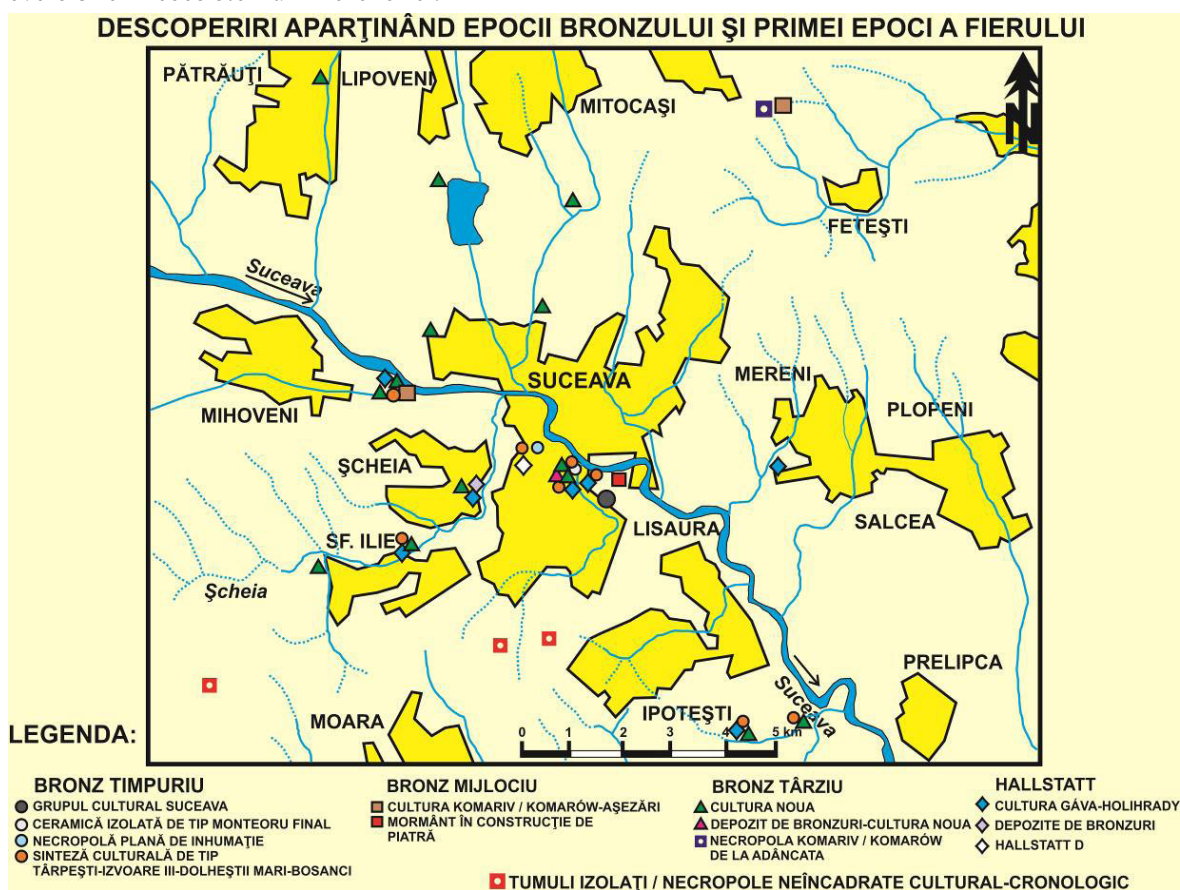 DESCOPERIRI APARŢINÂND EPOCII BRONZULUI ŞI PRIMEI EPOCI A FIERULUI
PĂTRĂUŢI
LIPOVENI
MITOCAŞI
N
FETEŞTI
Suceava
SUCEAVA
MERENI
PLOPENI
MIHOVENI
ŞCHEIA
LISAURA
SALCEA
SF. ILIE
Şcheia
PRELIPCA
Suceava
IPOTEŞTI
MOARA
0 1 2 3 4 5 km
LEGENDA:
BRONZ TIMPURIU
GRUPUL CULTURAL SUCEAVA
CERAMICĂ IZOLATĂ DE TIP MONTEORU FINAL
NECROPOLĂ PLANĂ DE INHUMAŢIE
SINTEZĂ CULTURALĂ DE TIP
TÂRPEŞTI-IZVOARE III-DOLHEŞTII MARI-BOSANCI
BRONZ MIJLOCIU
CULTURA KOMARIV / KOMARÓW-AŞEZĂRI
MORMÂNT ÎN CONSTRUCŢIE DE
PIATRĂ
BRONZ TÂRZIU
CULTURA NOUA
DEPOZIT DE BRONZURI-CULTURA NOUA
NECROPOLA KOMARIV / KOMARÓW
DE LA ADÂNCATA
HALLSTATT
CULTURA GÁVA-HOLIHRADY
DEPOZITE DE BRONZURI
HALLSTATT D
TUMULI IZOLAŢI / NECROPOLE NEÎNCADRATE CULTURAL-CRONOLOGIC